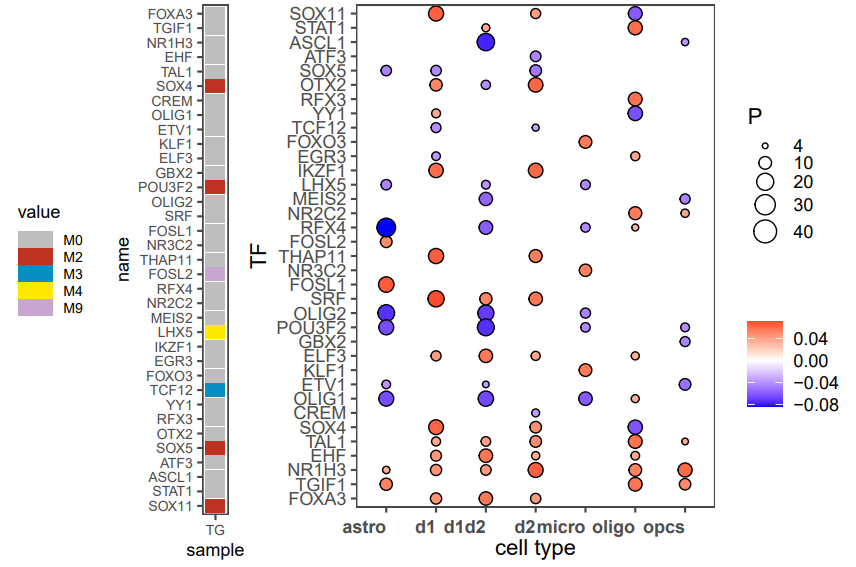 value
M0
M2
M3
M4
M9
name
FOXA3
TGIF1
NR1H3
EHF
TAL1
SOX4
CREM
OLIG1
ETV1
KLF1
ELF3
GBX2
POU3F2
OLIG2
SRF
FOSL1
NR3C2
THAP11
FOSL2
RFX4
NR2C2
MEIS2
LHX5
IKZF1
EGR3
FOXO3
TCF12
YY1
RFX3
OTX2
SOX5
ATF3
ASCL1
STAT1
SOX11
TG
sample
TF
SOX11
STAT1
ASCL1
ATF3
SOX5
OTX2
RFX3
YY1
TCF12
FOXO3
EGR3
IKZF1
LHX5
MEIS2
NR2C2
RFX4
FOSL2
THAP11
NR3C2
FOSL1
SRF
OLIG2
POU3F2
GBX2
ELF3
KLF1
ETV1
OLIG1
CREM
SOX4
TAL1
EHF
NR1H3
TGIF1
FOXA3
astro d1 d1d2 d2 micro oligo opcs
cell type
P
4
10
20
30
40
0.04
0.00
−0.04
−0.08